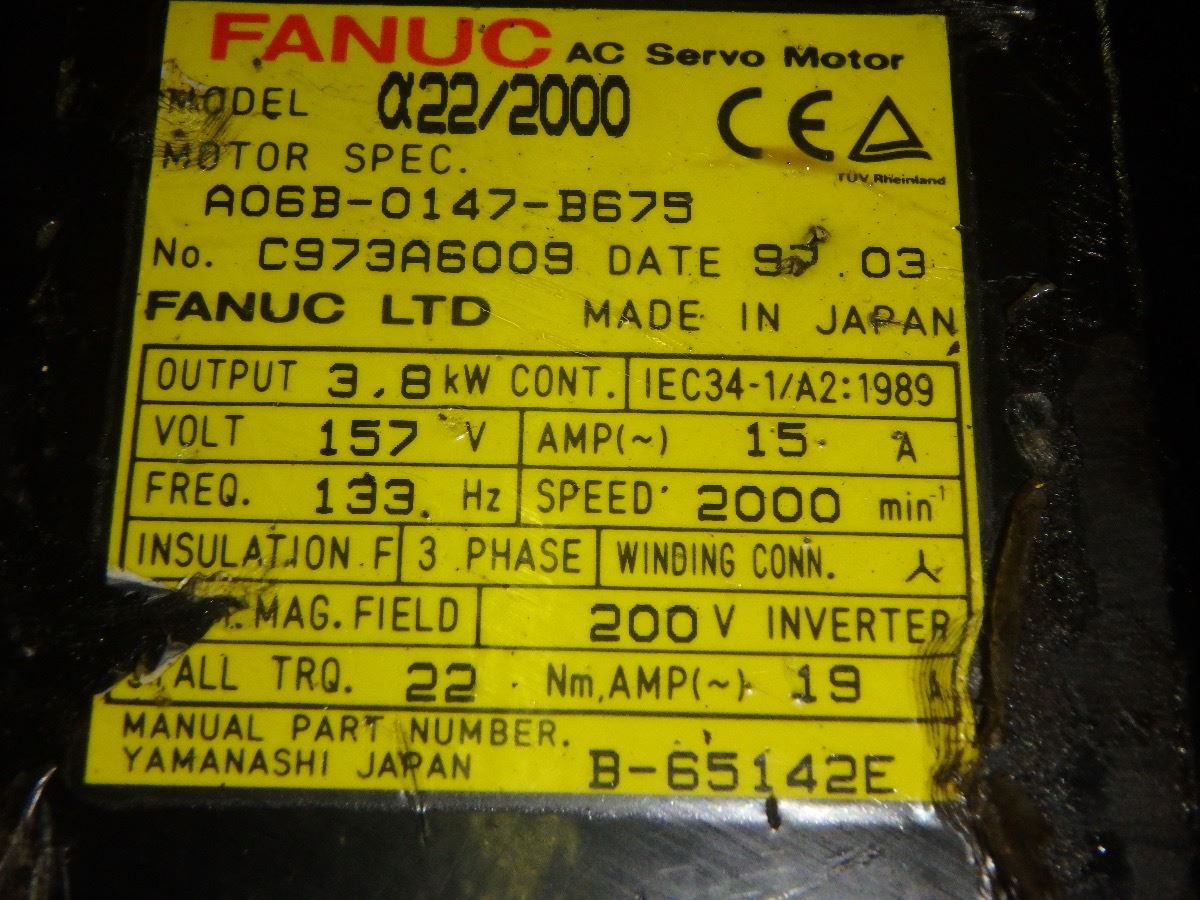 FANUC AC Servo Motor
MODEL α22/2000
CE
TÜV Rheinland
MOTOR SPEC.
A06B-0147-B675
No. C973A6009 DATE .03
FANUC LTD MADE IN JAPAN
OUTPUT 3,8 kW CONT. IEC34-1/A2:1989
VOLT 157 V AMP(~) 15 A
FREQ. 133. Hz SPEED 2000 min⁻¹
INSULATION F 3 PHASE WINDING CONN.
MAG. FIELD 200 V INVERTER
TRQ. 22 Nm, AMP(~) 19 A
MANUAL PART NUMBER.
YAMANASHI JAPAN B-65142E